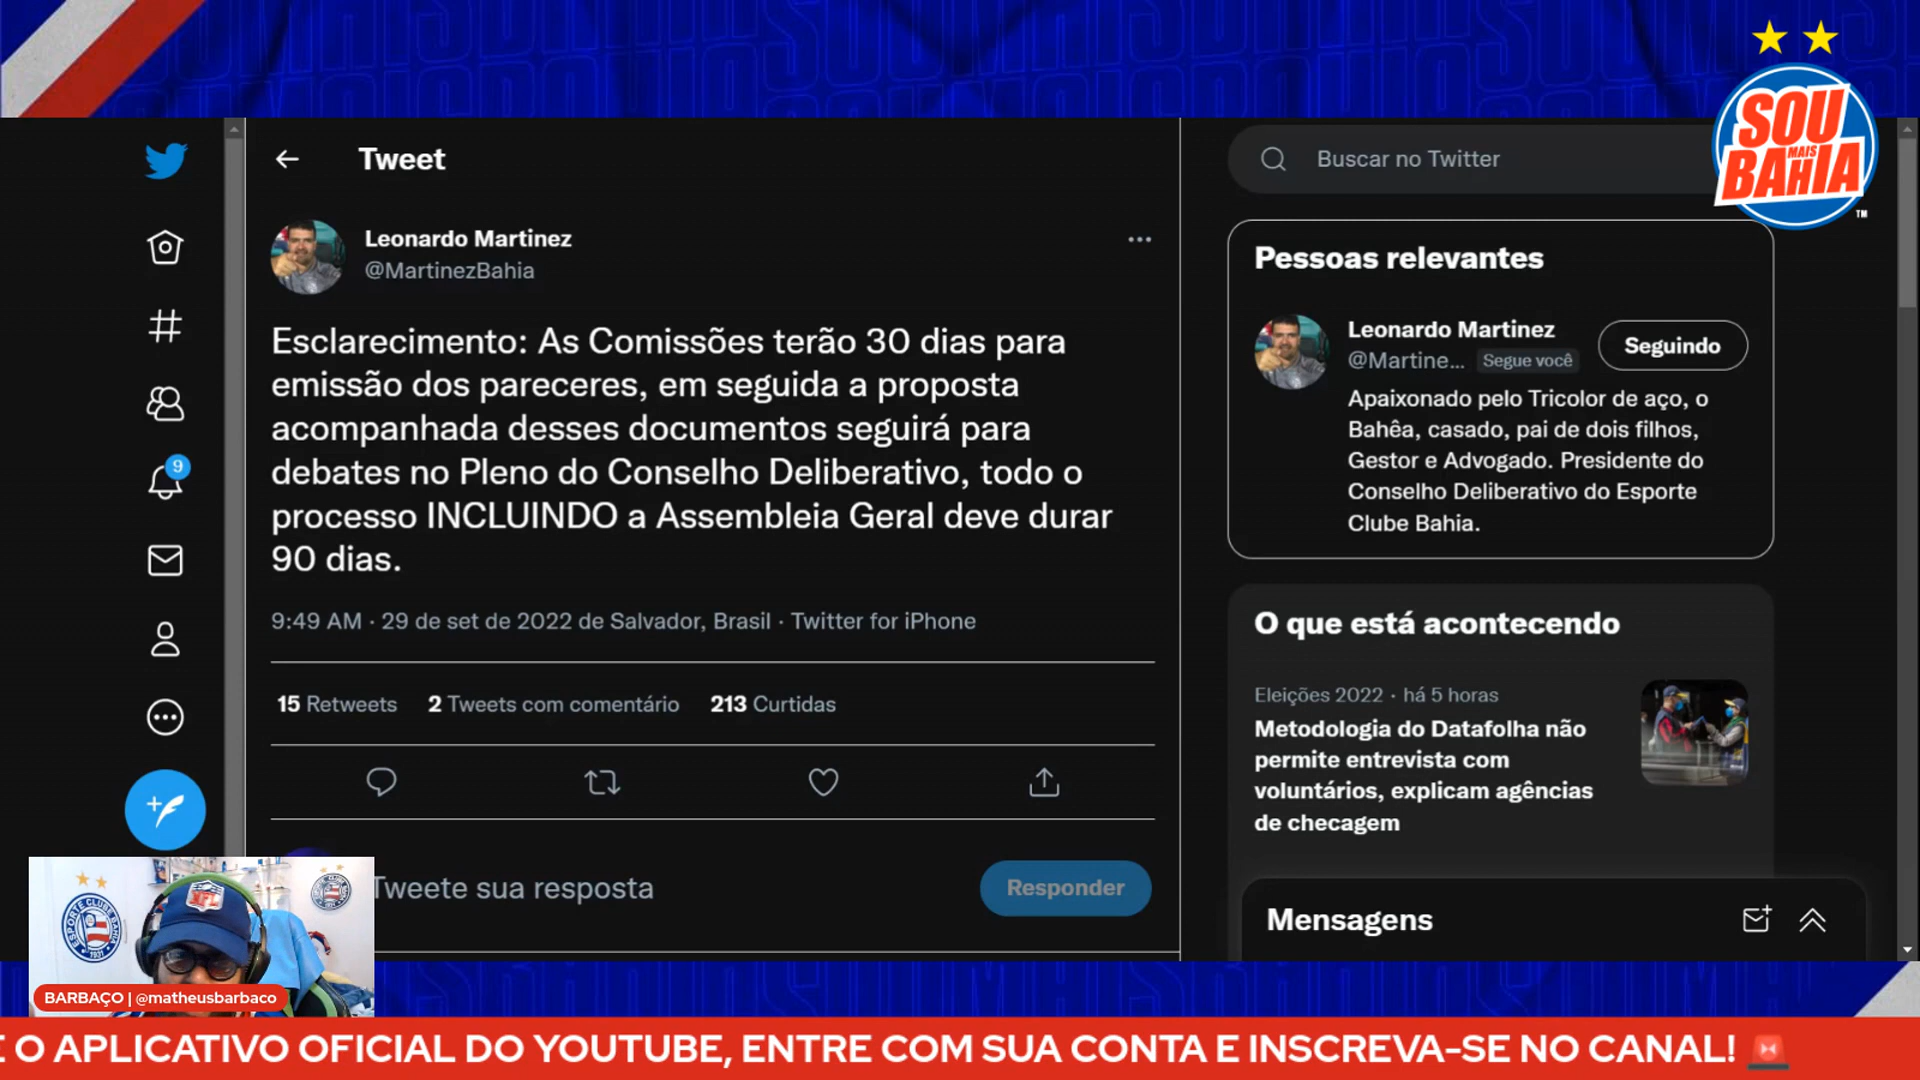 SOU
MAIS
BAHIA
TM
Tweet
Buscar no Twitter
Leonardo Martinez
@MartinezBahia
Esclarecimento: As Comissões terão 30 dias para
emissão dos pareceres, em seguida a proposta
acompanhada desses documentos seguirá para
debates no Pleno do Conselho Deliberativo, todo o
processo INCLUINDO a Assembleia Geral deve durar
90 dias.
9:49 AM · 29 de set de 2022 de Salvador, Brasil · Twitter for iPhone
15 Retweets 2 Tweets com comentário 213 Curtidas
Tweete sua resposta
Responder
9
Pessoas relevantes
Leonardo Martinez
@Martine... Segue você
Seguindo
Apaixonado pelo Tricolor de aço, o
Bahêa, casado, pai de dois filhos,
Gestor e Advogado. Presidente do
Conselho Deliberativo do Esporte
Clube Bahia.
O que está acontecendo
Eleições 2022 · há 5 horas
Metodologia do Datafolha não
permite entrevista com
voluntários, explicam agências
de checagem
Mensagens
ESPORTE CLUBE BAHIA
1931
NFL
BARBAÇO | @matheusbarbaco
E O APLICATIVO OFICIAL DO YOUTUBE, ENTRE COM SUA CONTA E INSCREVA-SE NO CANAL!